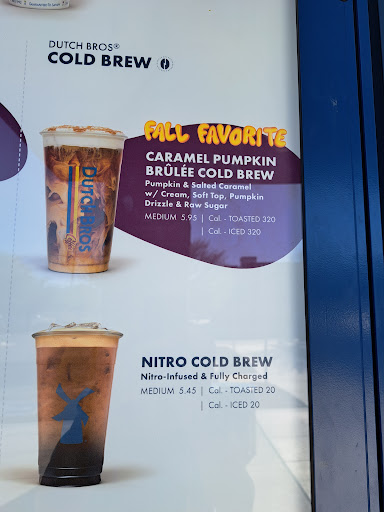 DUTCH BROS®
COLD BREW
FALL FAVORITE
CARAMEL PUMPKIN
BRÛLÉE COLD BREW
Pumpkin & Salted Caramel
w/ Cream, Soft Top, Pumpkin
Drizzle & Raw Sugar
MEDIUM 5.95 | Cal. - TOASTED 320
| Cal. - ICED 320
DUTCH BROS
NITRO COLD BREW
Nitro-Infused & Fully Charged
MEDIUM 5.45 | Cal. - TOASTED 20
| Cal. - ICED 20